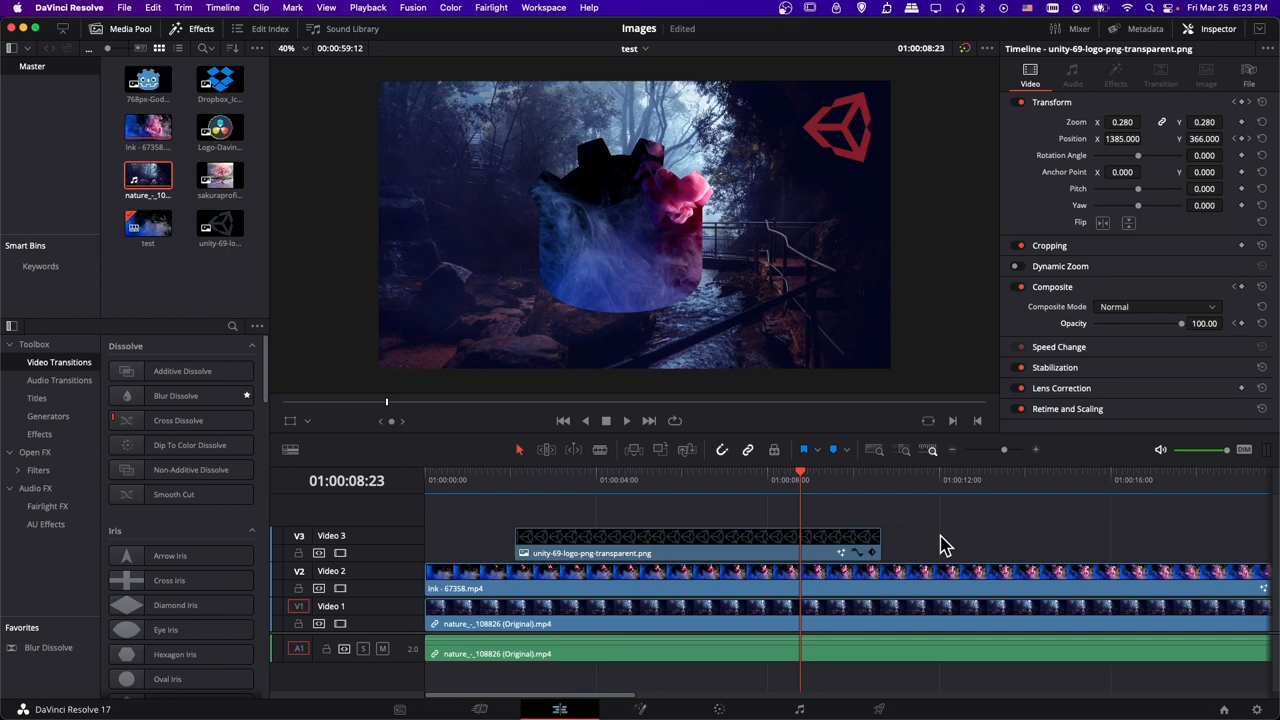 DaVinci Resolve File Edit Trim Timeline Clip Mark View Playback Fusion Color Fairlight Workspace Help Fri Mar 25 6:23 PM
Media Pool Effects Edit Index Sound Library Images Edited Mixer Metadata Inspector
40% 00:00:59:12 test 01:00:08:23 Timeline - unity-69-logo-png-transparent.png
Master
768px-God... Dropbox_Ic...
Ink - 67358.... Logo-Davin...
nature_-_10... sakuraprofi...
test unity-69-lo...
Smart Bins
Keywords
Video Audio Effects Transition Image File
Transform
Zoom X 0.280 Y 0.280
Position X 1385.000 Y 366.000
Rotation Angle 0.000
Anchor Point X 0.000 Y 0.000
Pitch 0.000
Yaw 0.000
Flip
Cropping
Dynamic Zoom
Composite
Composite Mode Normal
Opacity 100.00
Speed Change
Stabilization
Lens Correction
Retime and Scaling
Toolbox
Video Transitions
Audio Transitions
Titles
Generators
Effects
Open FX
Filters
Audio FX
Fairlight FX
AU Effects
Favorites
Blur Dissolve
Dissolve
Additive Dissolve
Blur Dissolve
Cross Dissolve
Dip To Color Dissolve
Non-Additive Dissolve
Smooth Cut
Iris
Arrow Iris
Cross Iris
Diamond Iris
Eye Iris
Hexagon Iris
Oval Iris
DIM
01:00:08:23
01:00:00:00 01:00:04:00 01:00:08:00 01:00:12:00 01:00:16:00
V3 Video 3
unity-69-logo-png-transparent.png
V2 Video 2
Ink - 67358.mp4
V1 Video 1
nature_-_108826 (Original).mp4
A1 S M 2.0
nature_-_108826 (Original).mp4
DaVinci Resolve 17